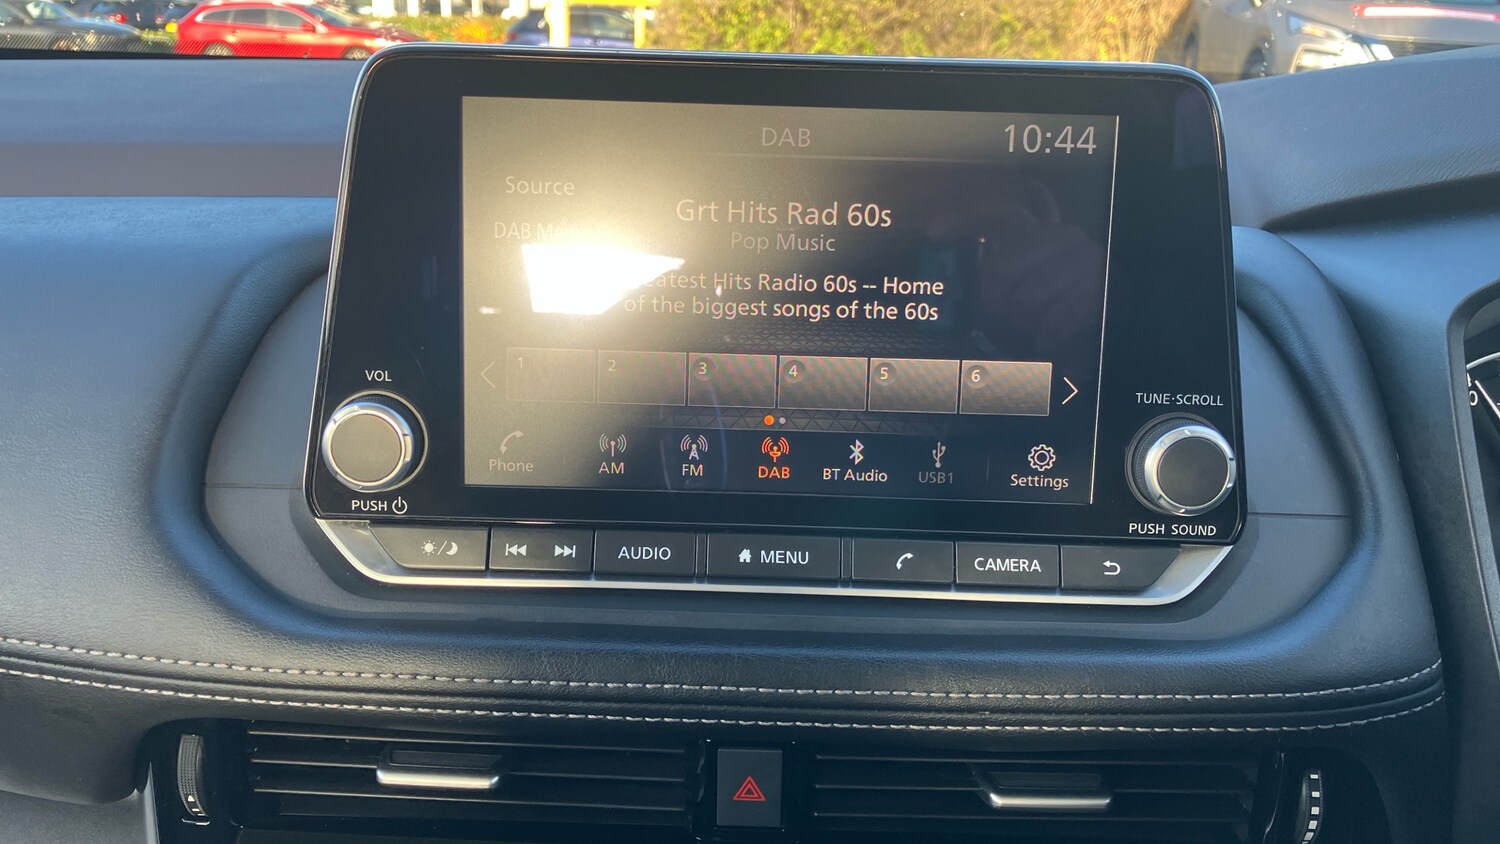 DAB
10:44
Source
Grt Hits Rad 60s
DAB
Pop Music
Hits Radio 60s -- Home
of the biggest songs of the 60s
1 2 3 4 5 6
Phone AM FM DAB BT Audio USB1 Settings
VOL
PUSH
TUNE·SCROLL
PUSH SOUND
AUDIO MENU CAMERA